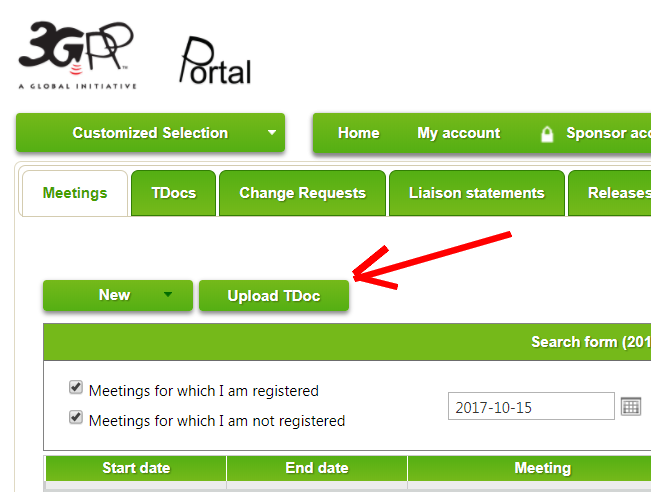 3GPP™
A GLOBAL INITIATIVE
Portal
Customized Selection
Home My account Sponsor acc
Meetings TDocs Change Requests Liaison statements Releases
New Upload TDoc
Search form (201
Meetings for which I am registered
2017-10-15
Meetings for which I am not registered
Start date End date Meeting